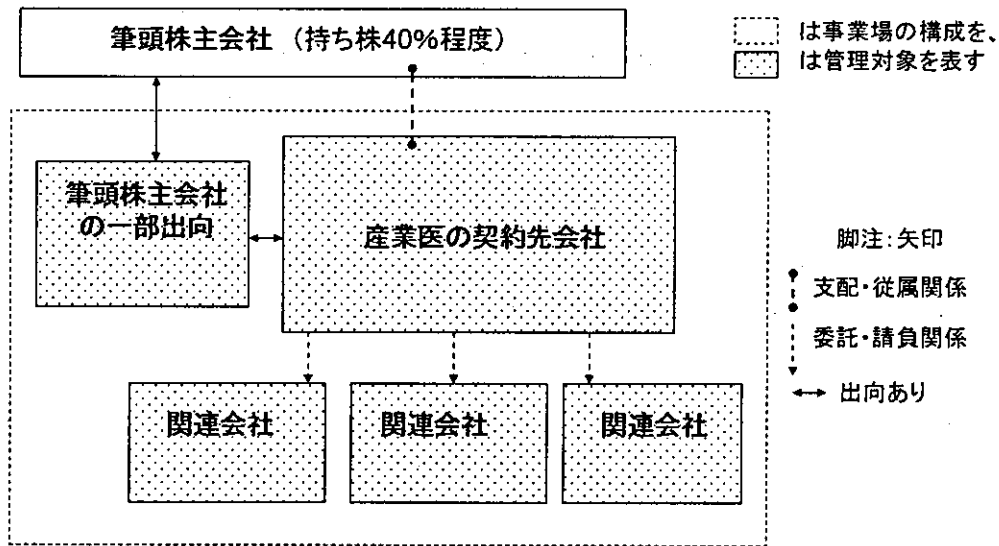 筆頭株主会社 (持ち株40%程度)
は事業場の構成を、
は管理対象を表す
筆頭株主会社
の一部出向
産業医の契約先会社
脚注:矢印
支配・従属関係
委託・請負関係
出向あり
関連会社
関連会社
関連会社